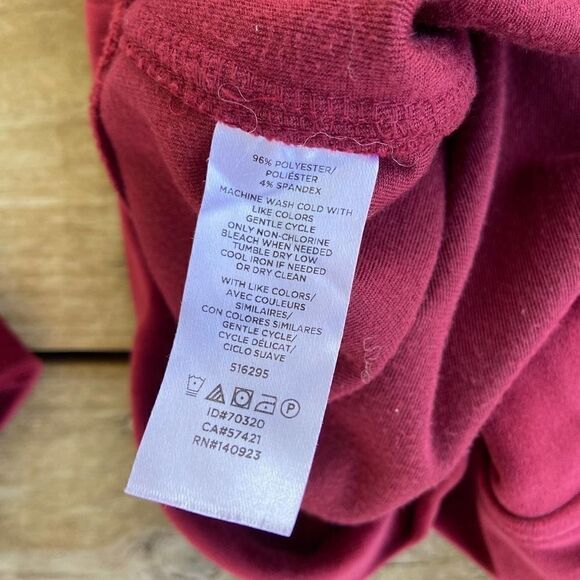 96% POLYESTER/
POLIÉSTER
4% SPANDEX
MACHINE WASH COLD WITH
LIKE COLORS
GENTLE CYCLE
ONLY NON-CHLORINE
BLEACH WHEN NEEDED
TUMBLE DRY LOW
COOL IRON IF NEEDED
OR DRY CLEAN
WITH LIKE COLORS/
AVEC COULEURS
SIMILAIRES/
CON COLORES SIMILARES
GENTLE CYCLE/
CYCLE DÉLICAT/
CICLO SUAVE
516295
P
ID#70320
CA#57421
RN#140923